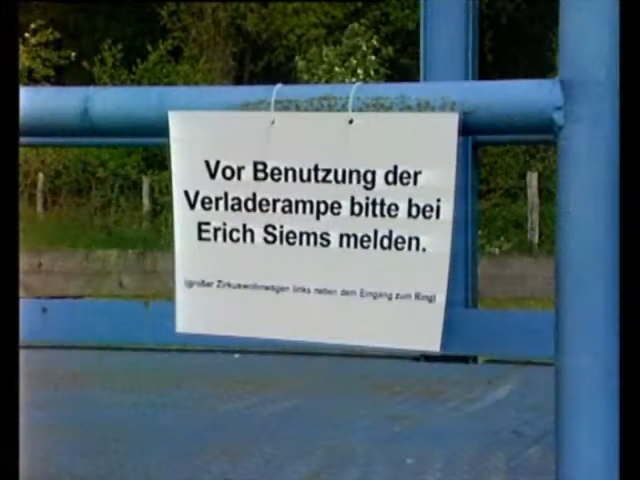 Vor Benutzung der
Verladerampe bitte bei
Erich Siems melden.
(großer Zirkuswohnwagen links neben dem Eingang zum Ring)